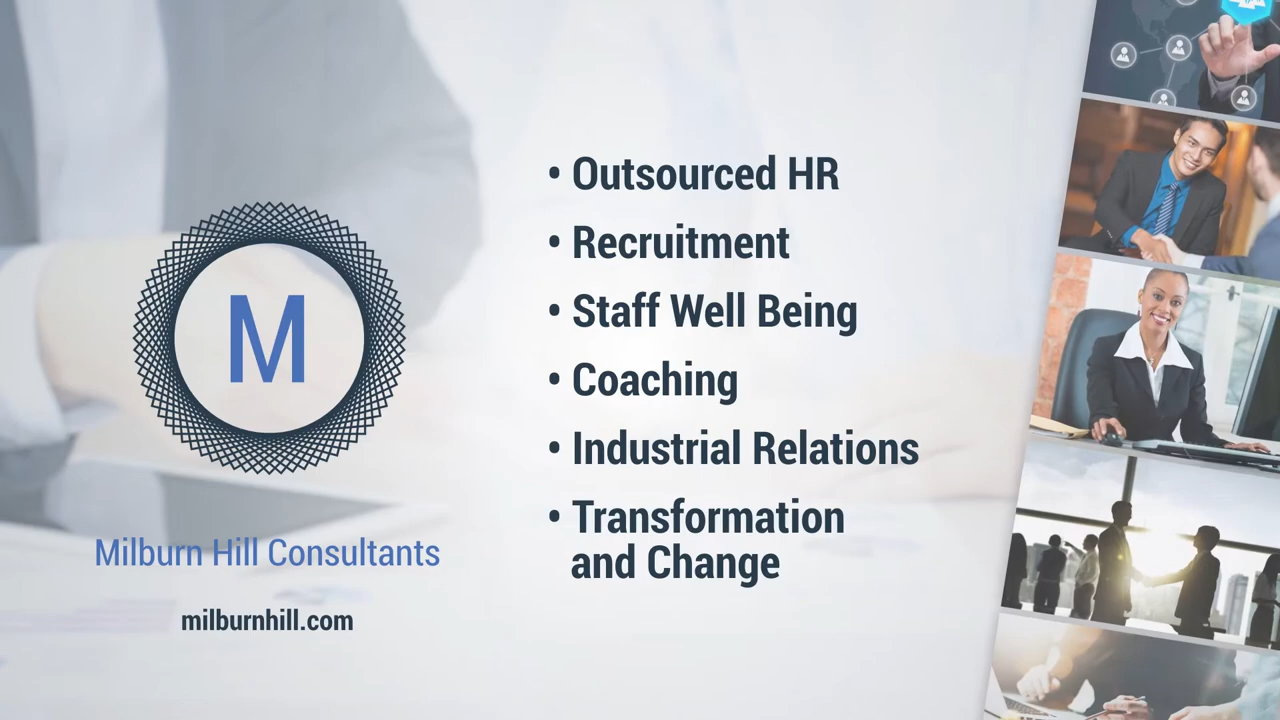 M
Milburn Hill Consultants
milburnhill.com
• Outsourced HR
• Recruitment
• Staff Well Being
• Coaching
• Industrial Relations
• Transformation
and Change